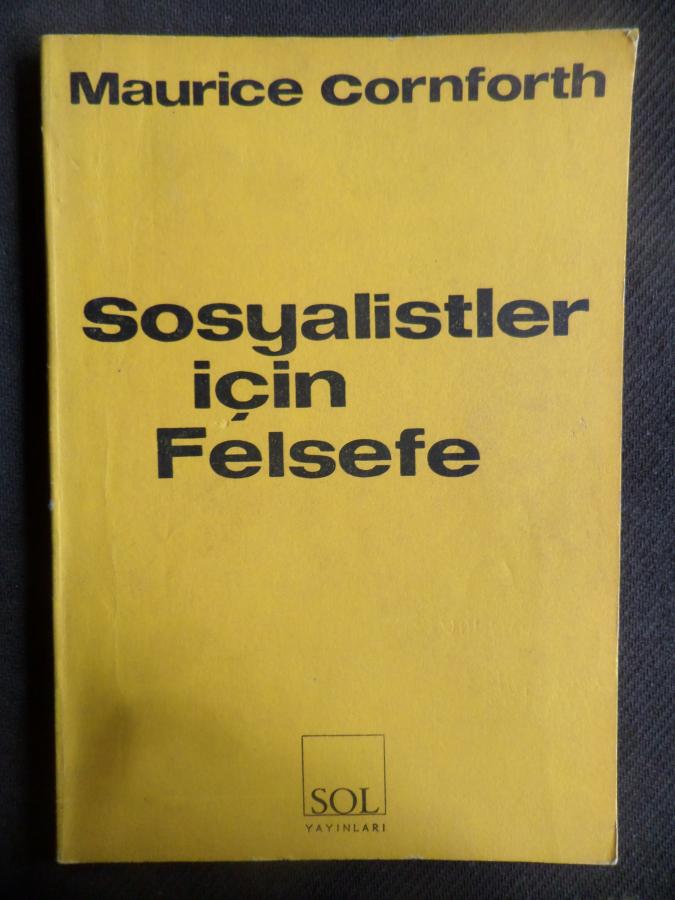 Maurice Cornforth
Sosyalistler
için
Felsefe
SOL
YAYINLARI